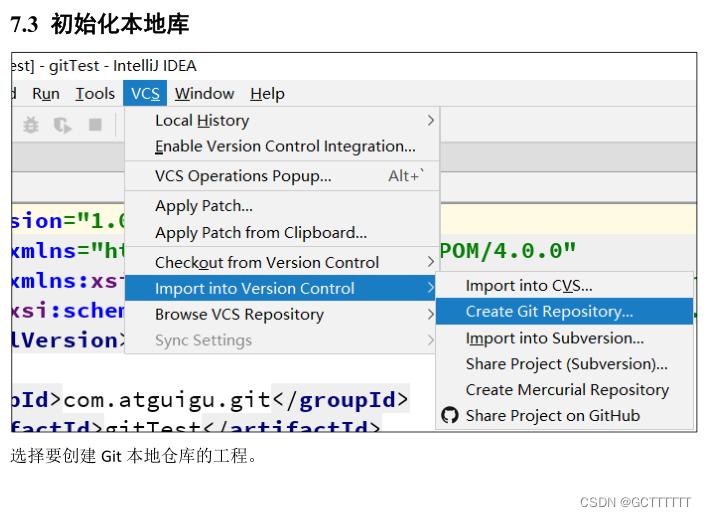 7.3 初始化本地库
est] - gitTest - IntelliJ IDEA
d Run Tools VCS Window Help
Local History
Enable Version Control Integration...
VCS Operations Popup... Alt+`
Apply Patch...
sion="1.0
Apply Patch from Clipboard...
xmlns="ht POM/4.0.0"
Checkout from Version Control
xmlns:xsi
Import into Version Control Import into CVS...
xsi:schem
Browse VCS Repository Create Git Repository...
lVersion>
Sync Settings Import into Subversion...
Share Project (Subversion)...
Create Mercurial Repository
pId>com.atguigu.git</groupId>
Share Project on GitHub
factId>gitTest</artifactId>
选择要创建 Git 本地仓库的工程。
CSDN @GCTTTTTT